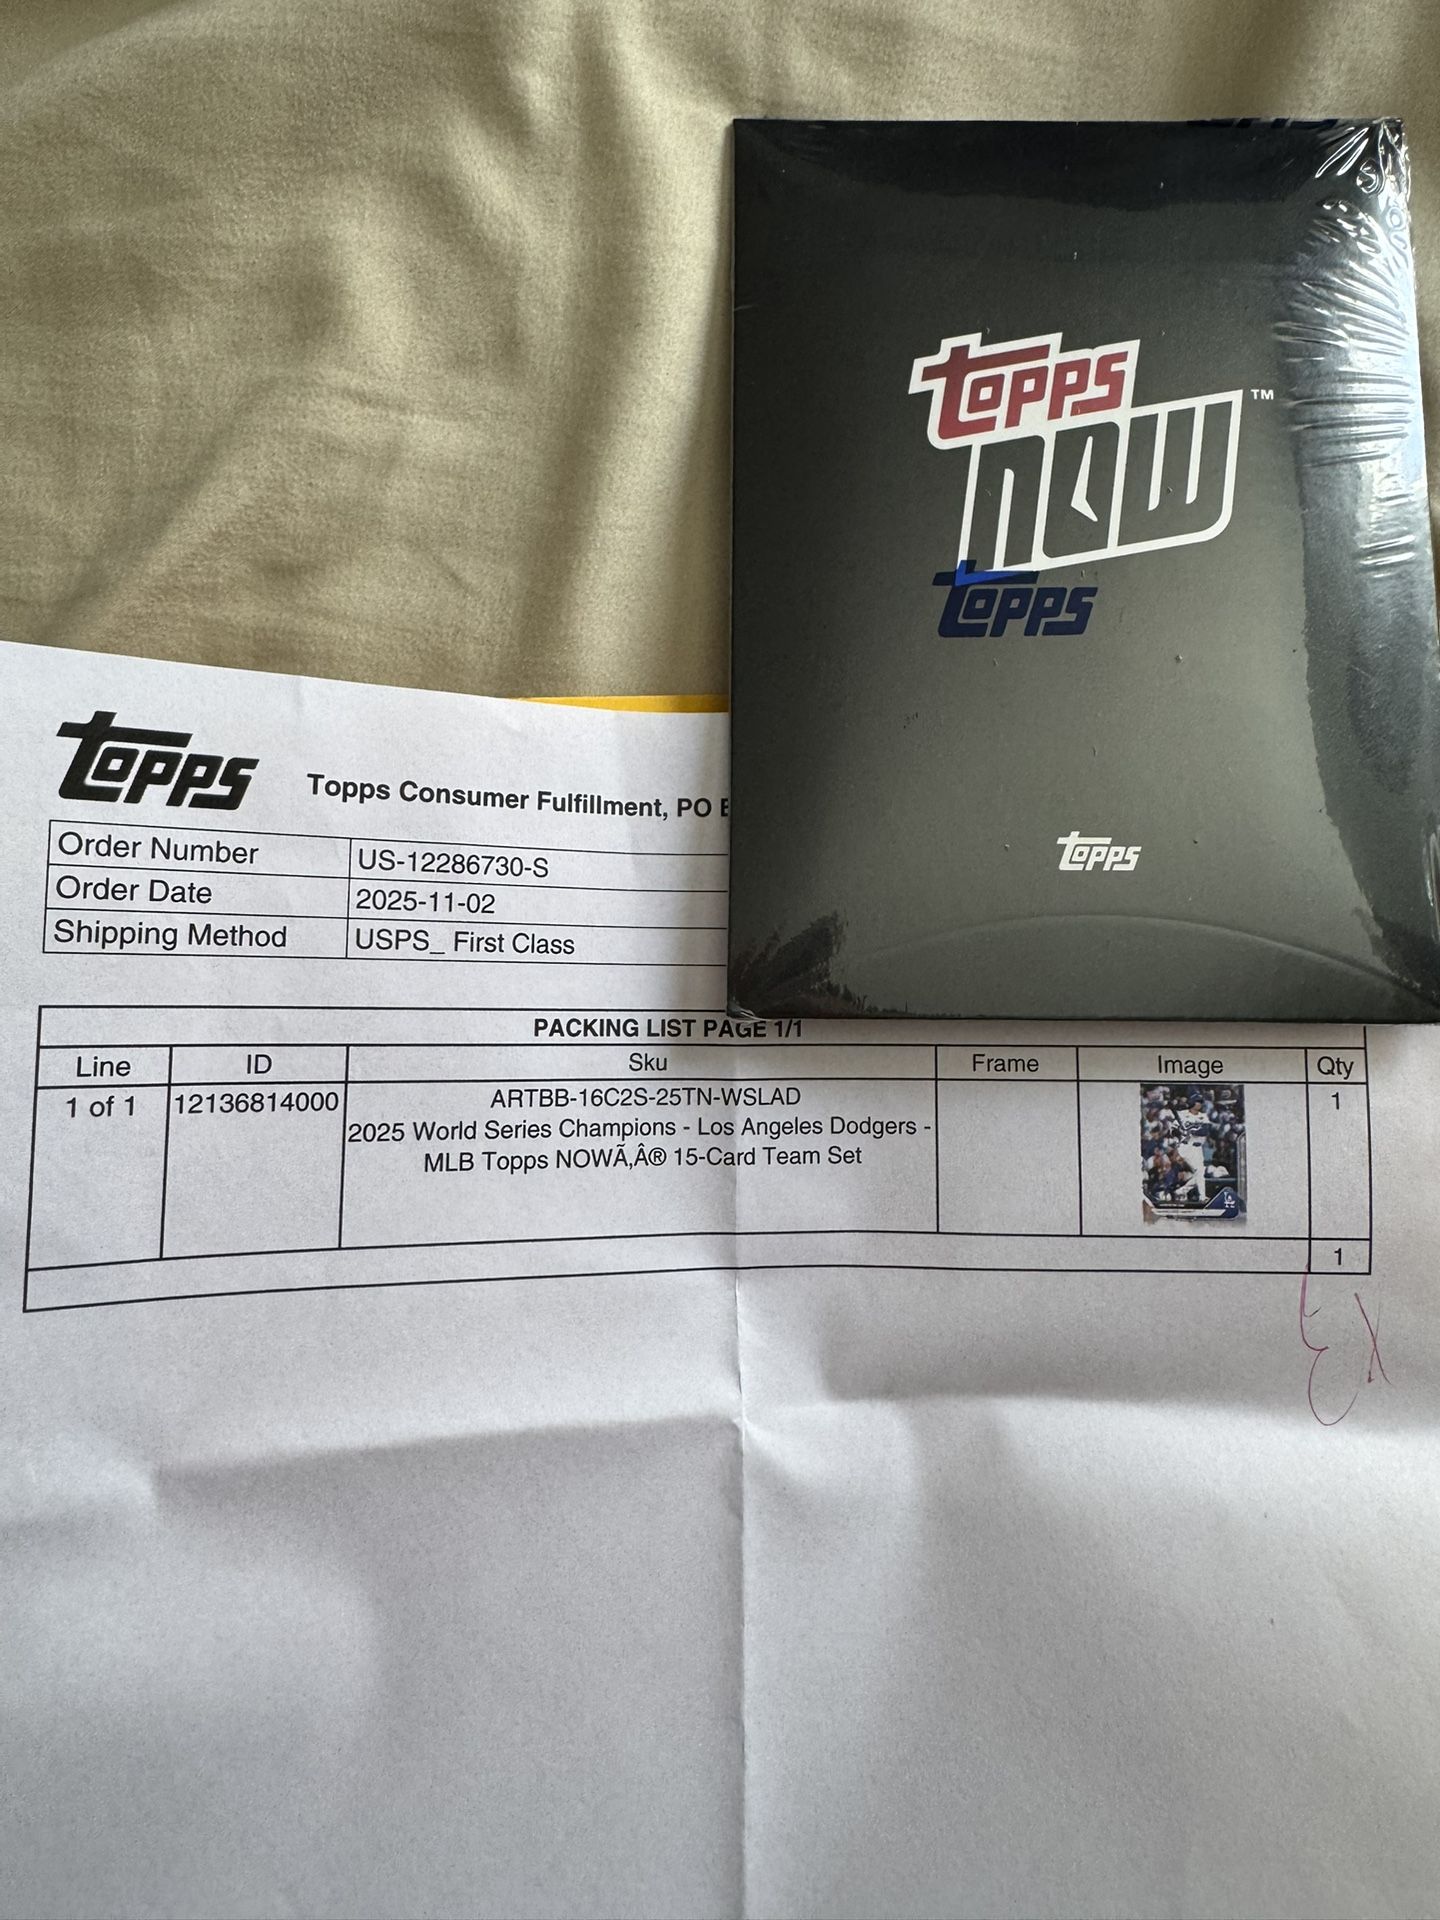 topps
now™
topps
topps
topps
Topps Consumer Fulfillment, PO
Order Number US-12286730-S
Order Date 2025-11-02
Shipping Method USPS_ First Class
PACKING LIST PAGE 1/1
Line ID Sku Frame Image Qty
1 of 1 12136814000 ARTBB-16C2S-25TN-WSLAD 1
2025 World Series Champions - Los Angeles Dodgers -
MLB Topps NOWÃ‚Â® 15-Card Team Set
1